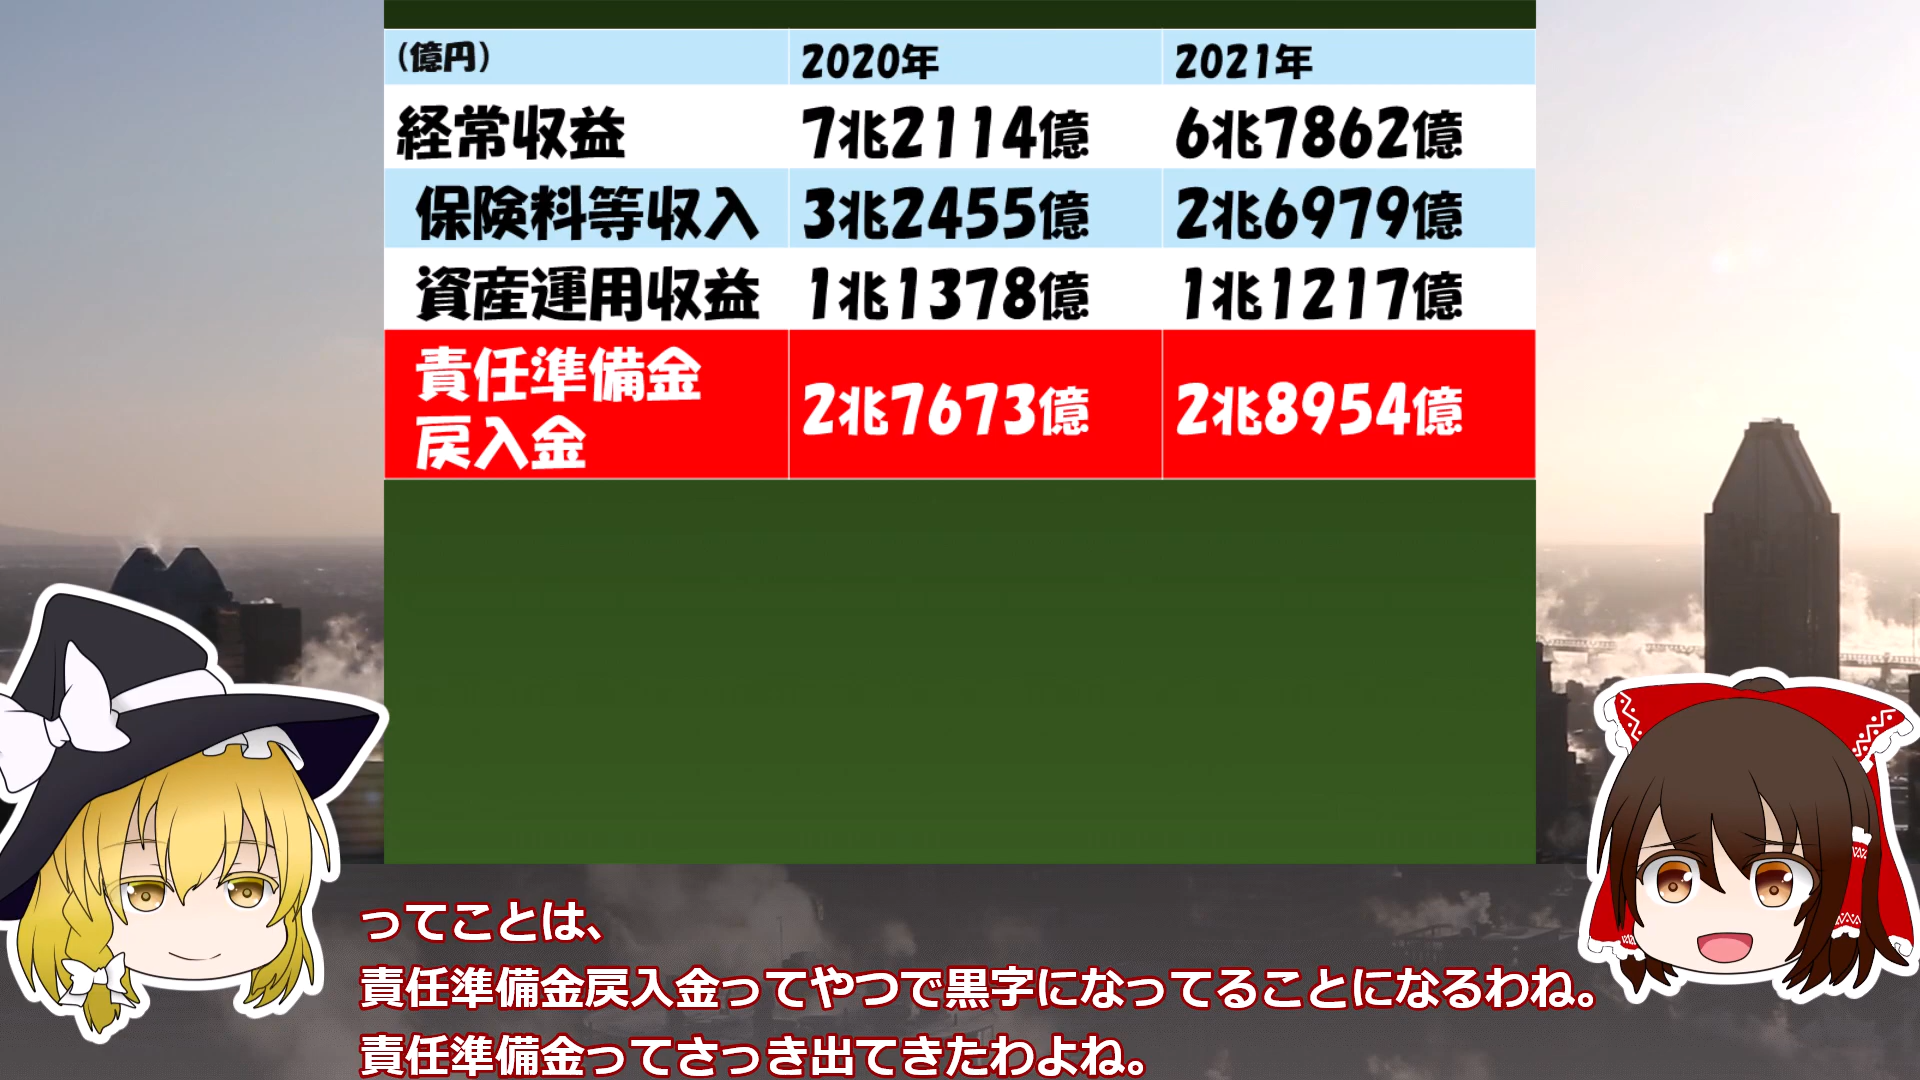 (億円) 2020年 2021年
経常収益 7兆2114億 6兆7862億
保険料等収入 3兆2455億 2兆6979億
資産運用収益 1兆1378億 1兆1217億
責任準備金
戻入金 2兆7673億 2兆8954億
ってことは、
責任準備金戻入金ってやつで黒字になってることになるわね。
責任準備金ってさっき出てきたわよね。